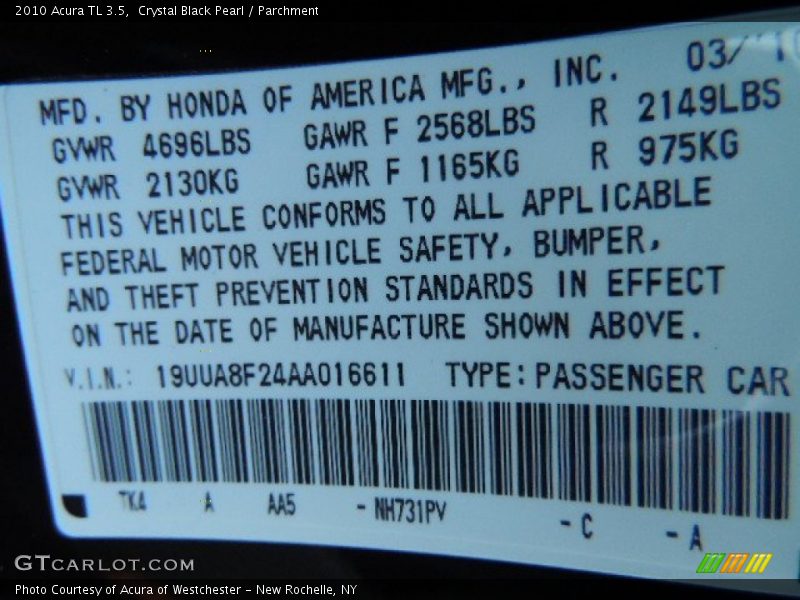 2010 Acura TL 3.5,  Crystal Black Pearl / Parchment
MFD. BY HONDA OF AMERICA MFG., INC. 03/10
GVWR 4696LBS GAWR F 2568LBS R 2149LBS
GVWR 2130KG GAWR F 1165KG R 975KG
THIS VEHICLE CONFORMS TO ALL APPLICABLE
FEDERAL MOTOR VEHICLE SAFETY, BUMPER,
AND THEFT PREVENTION STANDARDS IN EFFECT
ON THE DATE OF MANUFACTURE SHOWN ABOVE.
V.I.N.: 19UUA8F24AA016611 TYPE: PASSENGER CAR
TK4 A AA5 -NH731PV -C -A
GTCARLOT.COM
Photo Courtesy of Acura of Westchester - New Rochelle, NY